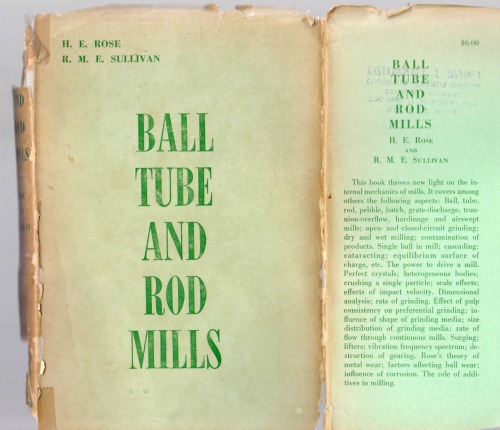 H. E. ROSE
R. M. E. SULLIVAN
BALL
TUBE
AND
ROD
MILLS
$6.00
BALL
TUBE
AND
ROD
MILLS
H. E. ROSE
AND
R. M. E. SULLIVAN
This book throws new light on the in-
ternal mechanics of mills. It covers among
others the following aspects: Ball, tube,
rod, pebble, batch, grate-discharge, trun-
nion-overflow, hardinage and airswept
mills; open- and closed-circuit grinding;
dry and wet milling; contamination of
products. Single ball in mill; cascading;
cataracting; equilibrium surface of
charge, etc. The power to drive a mill.
Perfect crystals; heterogeneous bodies;
crushing a single particle; scale effects;
effects of impact velocity. Dimensional
analysis; rate of grinding. Effect of pulp
consistency on preferential grinding; in-
fluence of shape of grinding media; size
distribution of grinding media; rate of
flow through continuous mills. Surging;
lifters; vibration frequency spectrum; de-
struction of gearing. Rose's theory of
metal wear; factors affecting ball wear;
influence of corrosion. The role of addi-
tives in milling.